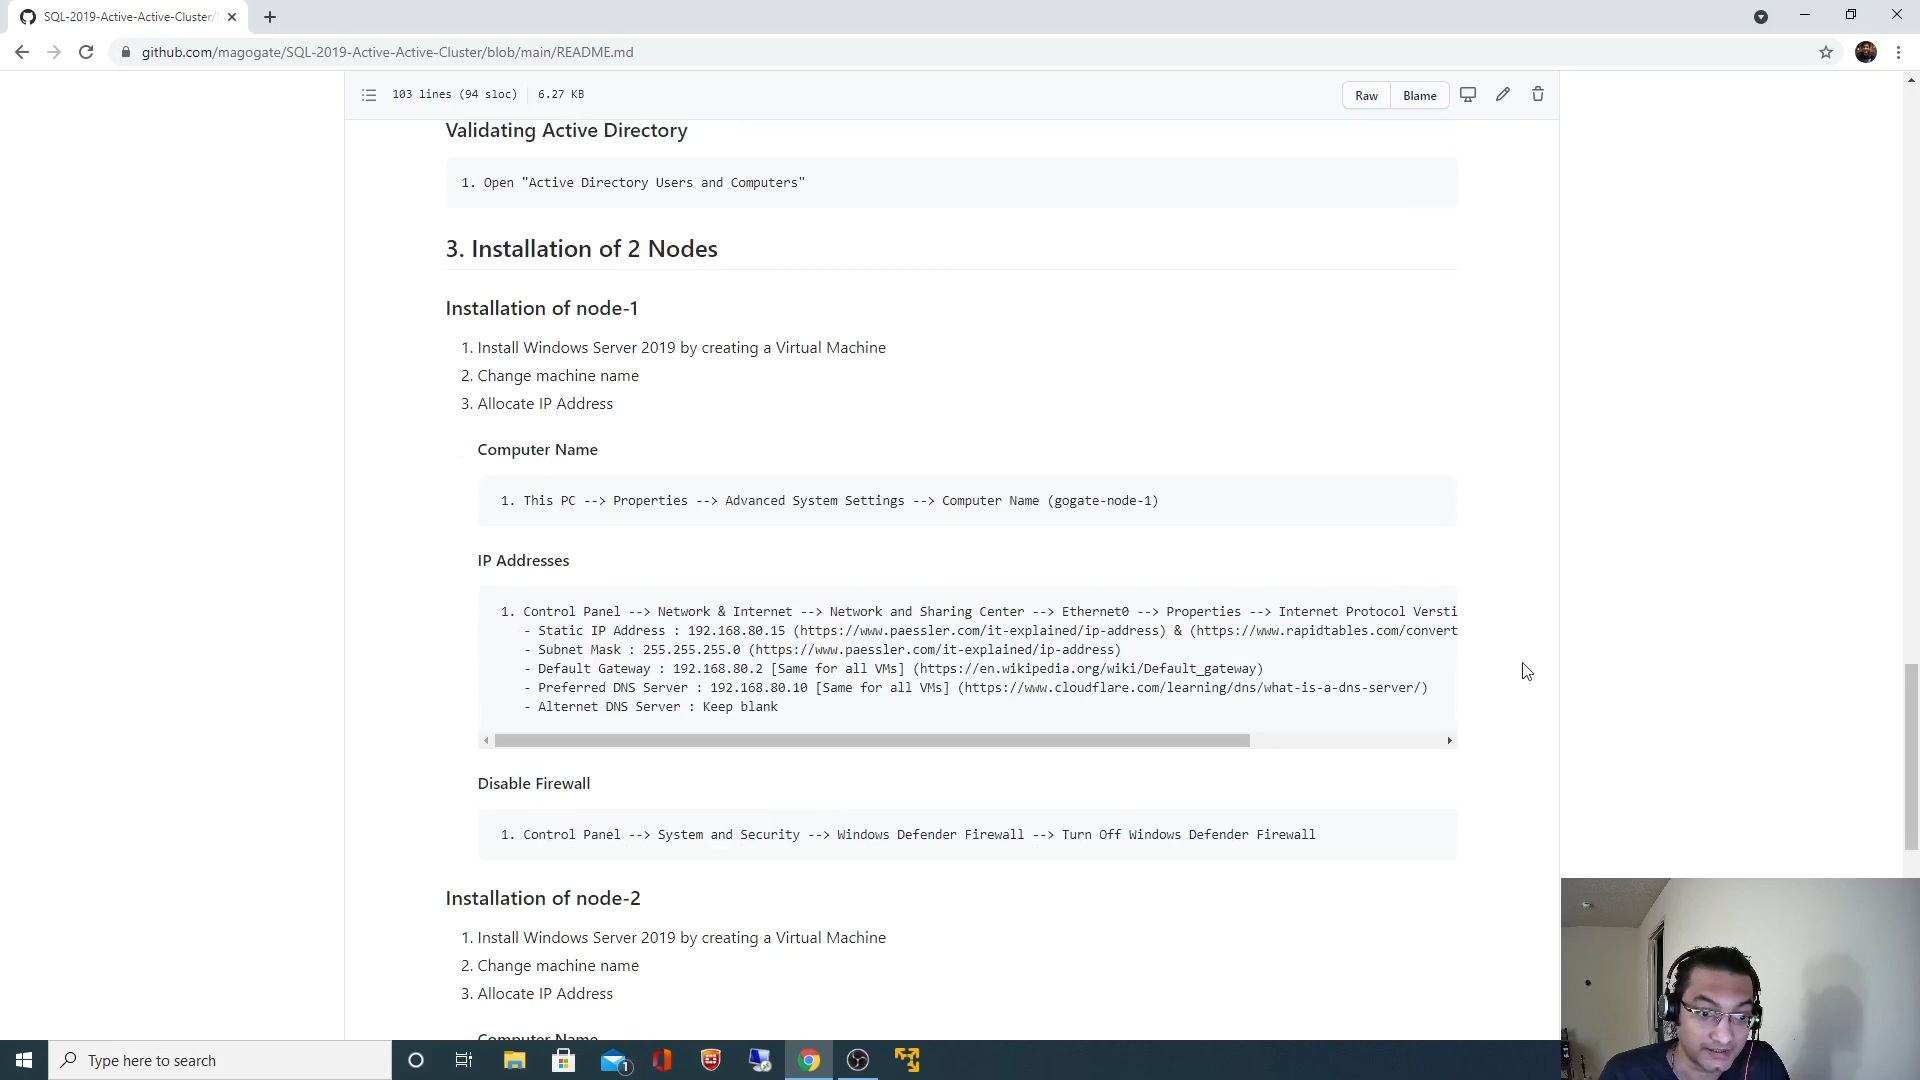 SQL-2019-Active-Active-Cluster/
github.com/magogate/SQL-2019-Active-Active-Cluster/blob/main/README.md
103 lines (94 sloc) 6.27 KB
Raw Blame
Validating Active Directory
1. Open "Active Directory Users and Computers"
3. Installation of 2 Nodes
Installation of node-1
1. Install Windows Server 2019 by creating a Virtual Machine
2. Change machine name
3. Allocate IP Address
Computer Name
1. This PC --> Properties --> Advanced System Settings --> Computer Name (gogate-node-1)
IP Addresses
1. Control Panel --> Network & Internet --> Network and Sharing Center --> Ethernet0 --> Properties --> Internet Protocol Versti
- Static IP Address : 192.168.80.15 (https://www.paessler.com/it-explained/ip-address) & (https://www.rapidtables.com/convert
- Subnet Mask : 255.255.255.0 (https://www.paessler.com/it-explained/ip-address)
- Default Gateway : 192.168.80.2 [Same for all VMs] (https://en.wikipedia.org/wiki/Default_gateway)
- Preferred DNS Server : 192.168.80.10 [Same for all VMs] (https://www.cloudflare.com/learning/dns/what-is-a-dns-server/)
- Alternet DNS Server : Keep blank
Disable Firewall
1. Control Panel --> System and Security --> Windows Defender Firewall --> Turn Off Windows Defender Firewall
Installation of node-2
1. Install Windows Server 2019 by creating a Virtual Machine
2. Change machine name
3. Allocate IP Address
Computer Name
Type here to search
1